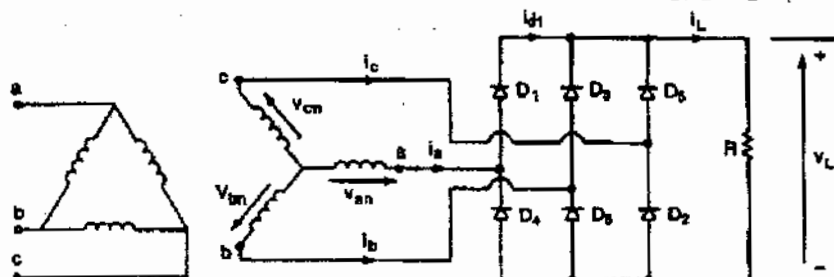 a
b
c
c
b
a
v_cn
V_bn
v_an
i_c
i_a
i_b
i_d1
i_L
D_1
D_3
D_5
D_4
D_6
D_2
R
+
v_L
−